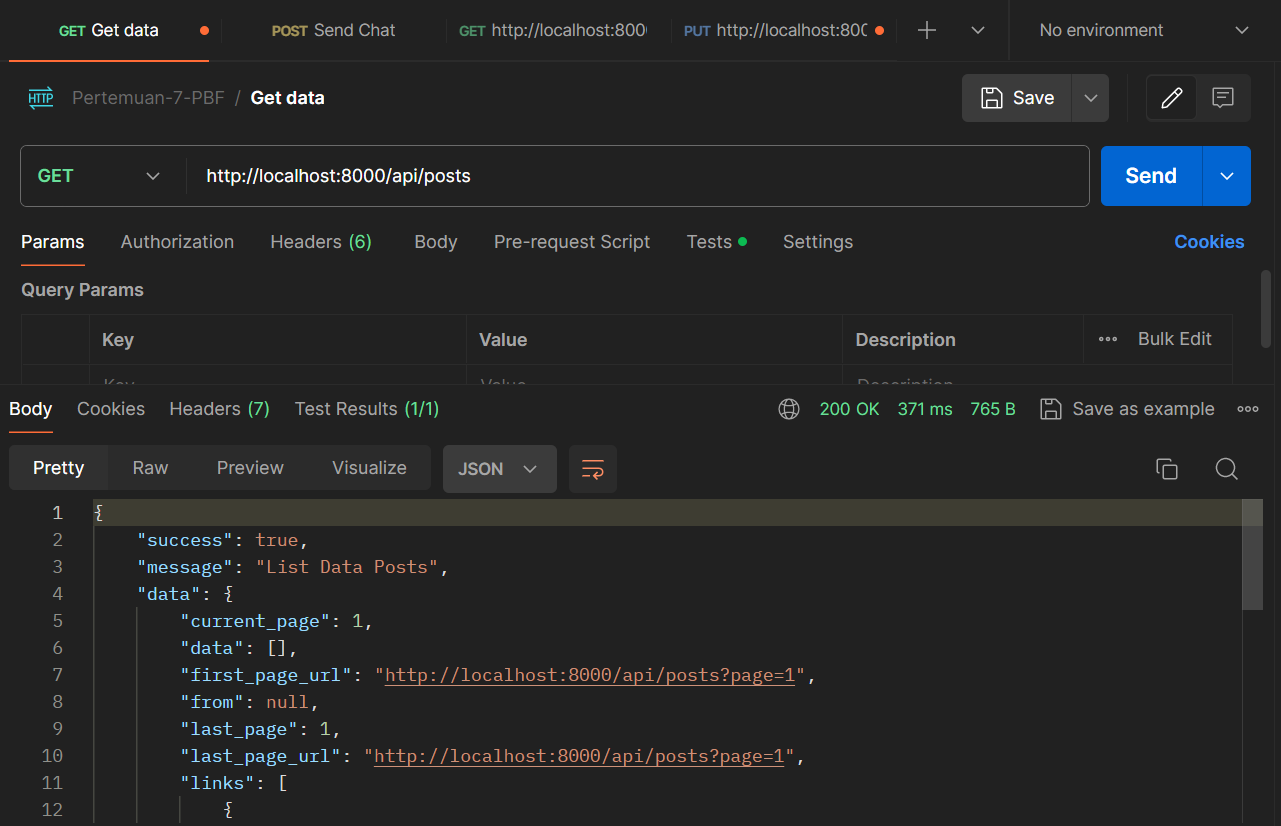 GET Get data POST Send Chat GET http://localhost:800 PUT http://localhost:800 No environment
HTTP Pertemuan-7-PBF / Get data Save
GET http://localhost:8000/api/posts Send
Params Authorization Headers (6) Body Pre-request Script Tests Settings Cookies
Query Params
Key Value Description Bulk Edit
Key Value Description
Body Cookies Headers (7) Test Results (1/1) 200 OK 371 ms 765 B Save as example
Pretty Raw Preview Visualize JSON
1 {
2 "success": true,
3 "message": "List Data Posts",
4 "data": {
5 "current_page": 1,
6 "data": [],
7 "first_page_url": "http://localhost:8000/api/posts?page=1",
8 "from": null,
9 "last_page": 1,
10 "last_page_url": "http://localhost:8000/api/posts?page=1",
11 "links": [
12 {